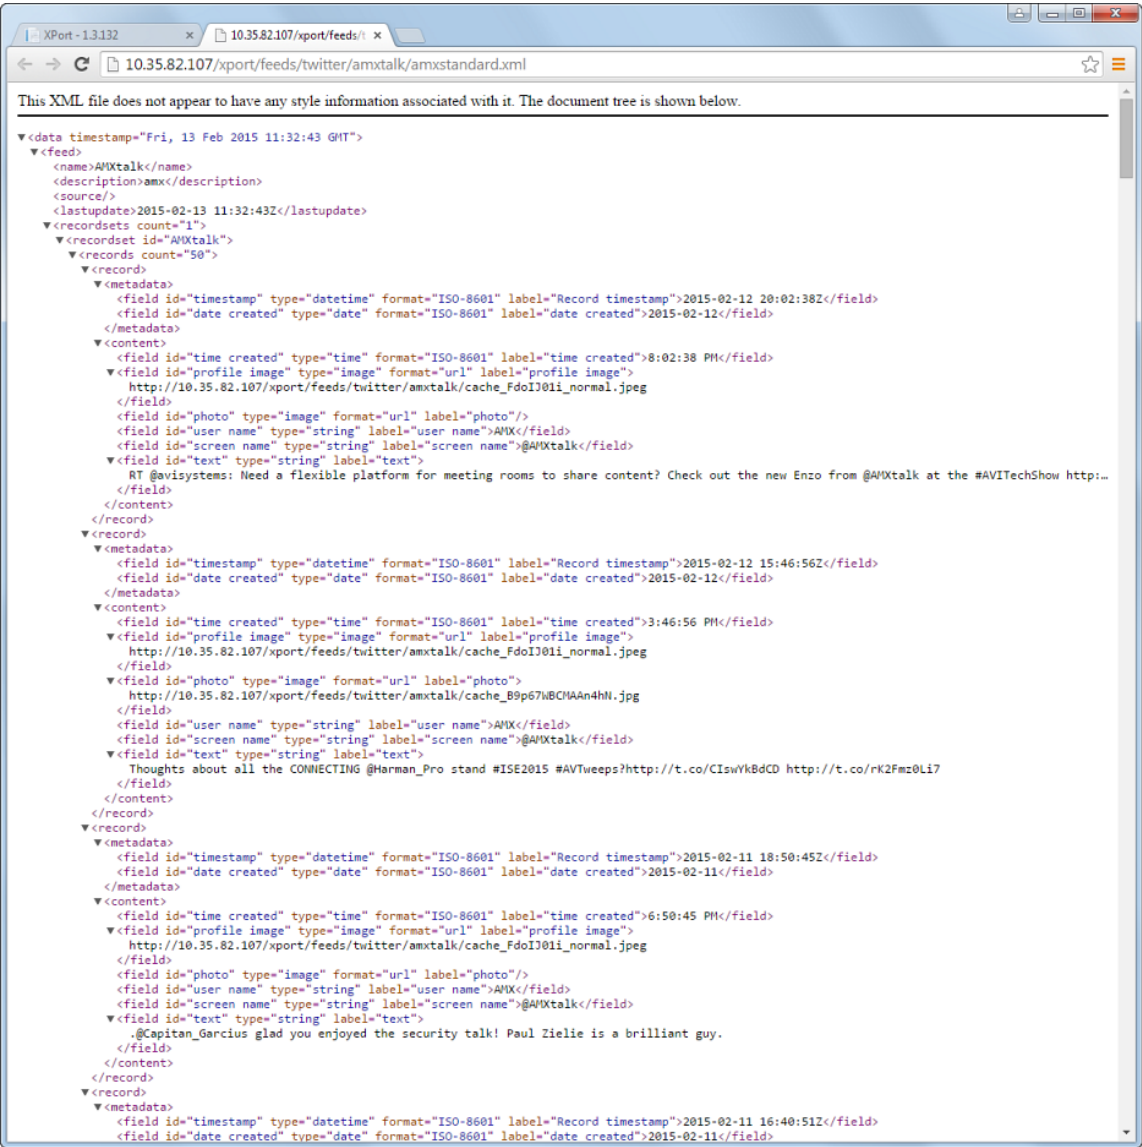 XPort - 1.3.132
10.35.82.107/xport/feeds/t
10.35.82.107/xport/feeds/twitter/amxtalk/amxstandard.xml
This XML file does not appear to have any style information associated with it. The document tree is shown below.
▼<data timestamp="Fri, 13 Feb 2015 11:32:43 GMT">
▼<feed>
<name>AMXtalk</name>
<description>amx</description>
<source/>
<lastupdate>2015-02-13 11:32:43Z</lastupdate>
▼<recordsets count="1">
▼<recordset id="AMXtalk">
▼<records count="50">
▼<record>
▼<metadata>
<field id="timestamp" type="datetime" format="ISO-8601" label="Record timestamp">2015-02-12 20:02:38Z</field>
<field id="date created" type="date" format="ISO-8601" label="date created">2015-02-12</field>
</metadata>
▼<content>
<field id="time created" type="time" format="ISO-8601" label="time created">8:02:38 PM</field>
▼<field id="profile image" type="image" format="url" label="profile image">
http://10.35.82.107/xport/feeds/twitter/amxtalk/cache_FdoIJ01i_normal.jpeg
</field>
<field id="photo" type="image" format="url" label="photo"/>
<field id="user name" type="string" label="user name">AMX</field>
<field id="screen name" type="string" label="screen name">@AMXtalk</field>
▼<field id="text" type="string" label="text">
RT @avisystems: Need a flexible platform for meeting rooms to share content? Check out the new Enzo from @AMXtalk at the #AVITechShow http:…
</field>
</content>
</record>
▼<record>
▼<metadata>
<field id="timestamp" type="datetime" format="ISO-8601" label="Record timestamp">2015-02-12 15:46:56Z</field>
<field id="date created" type="date" format="ISO-8601" label="date created">2015-02-12</field>
</metadata>
▼<content>
<field id="time created" type="time" format="ISO-8601" label="time created">3:46:56 PM</field>
▼<field id="profile image" type="image" format="url" label="profile image">
http://10.35.82.107/xport/feeds/twitter/amxtalk/cache_FdoIJ01i_normal.jpeg
</field>
▼<field id="photo" type="image" format="url" label="photo">
http://10.35.82.107/xport/feeds/twitter/amxtalk/cache_B9p67WBCMAAn4hN.jpg
</field>
<field id="user name" type="string" label="user name">AMX</field>
<field id="screen name" type="string" label="screen name">@AMXtalk</field>
▼<field id="text" type="string" label="text">
Thoughts about all the CONNECTING @Harman_Pro stand #ISE2015 #AVTweeps?http://t.co/CIswYkBdCD http://t.co/rK2Fmz0Li7
</field>
</content>
</record>
▼<record>
▼<metadata>
<field id="timestamp" type="datetime" format="ISO-8601" label="Record timestamp">2015-02-11 18:50:45Z</field>
<field id="date created" type="date" format="ISO-8601" label="date created">2015-02-11</field>
</metadata>
▼<content>
<field id="time created" type="time" format="ISO-8601" label="time created">6:50:45 PM</field>
▼<field id="profile image" type="image" format="url" label="profile image">
http://10.35.82.107/xport/feeds/twitter/amxtalk/cache_FdoIJ01i_normal.jpeg
</field>
<field id="photo" type="image" format="url" label="photo"/>
<field id="user name" type="string" label="user name">AMX</field>
<field id="screen name" type="string" label="screen name">@AMXtalk</field>
▼<field id="text" type="string" label="text">
.@Capitan_Garcius glad you enjoyed the security talk! Paul Zielie is a brilliant guy.
</field>
</content>
</record>
▼<record>
▼<metadata>
<field id="timestamp" type="datetime" format="ISO-8601" label="Record timestamp">2015-02-11 16:40:51Z</field>
<field id="date created" type="date" format="ISO-8601" label="date created">2015-02-11</field>